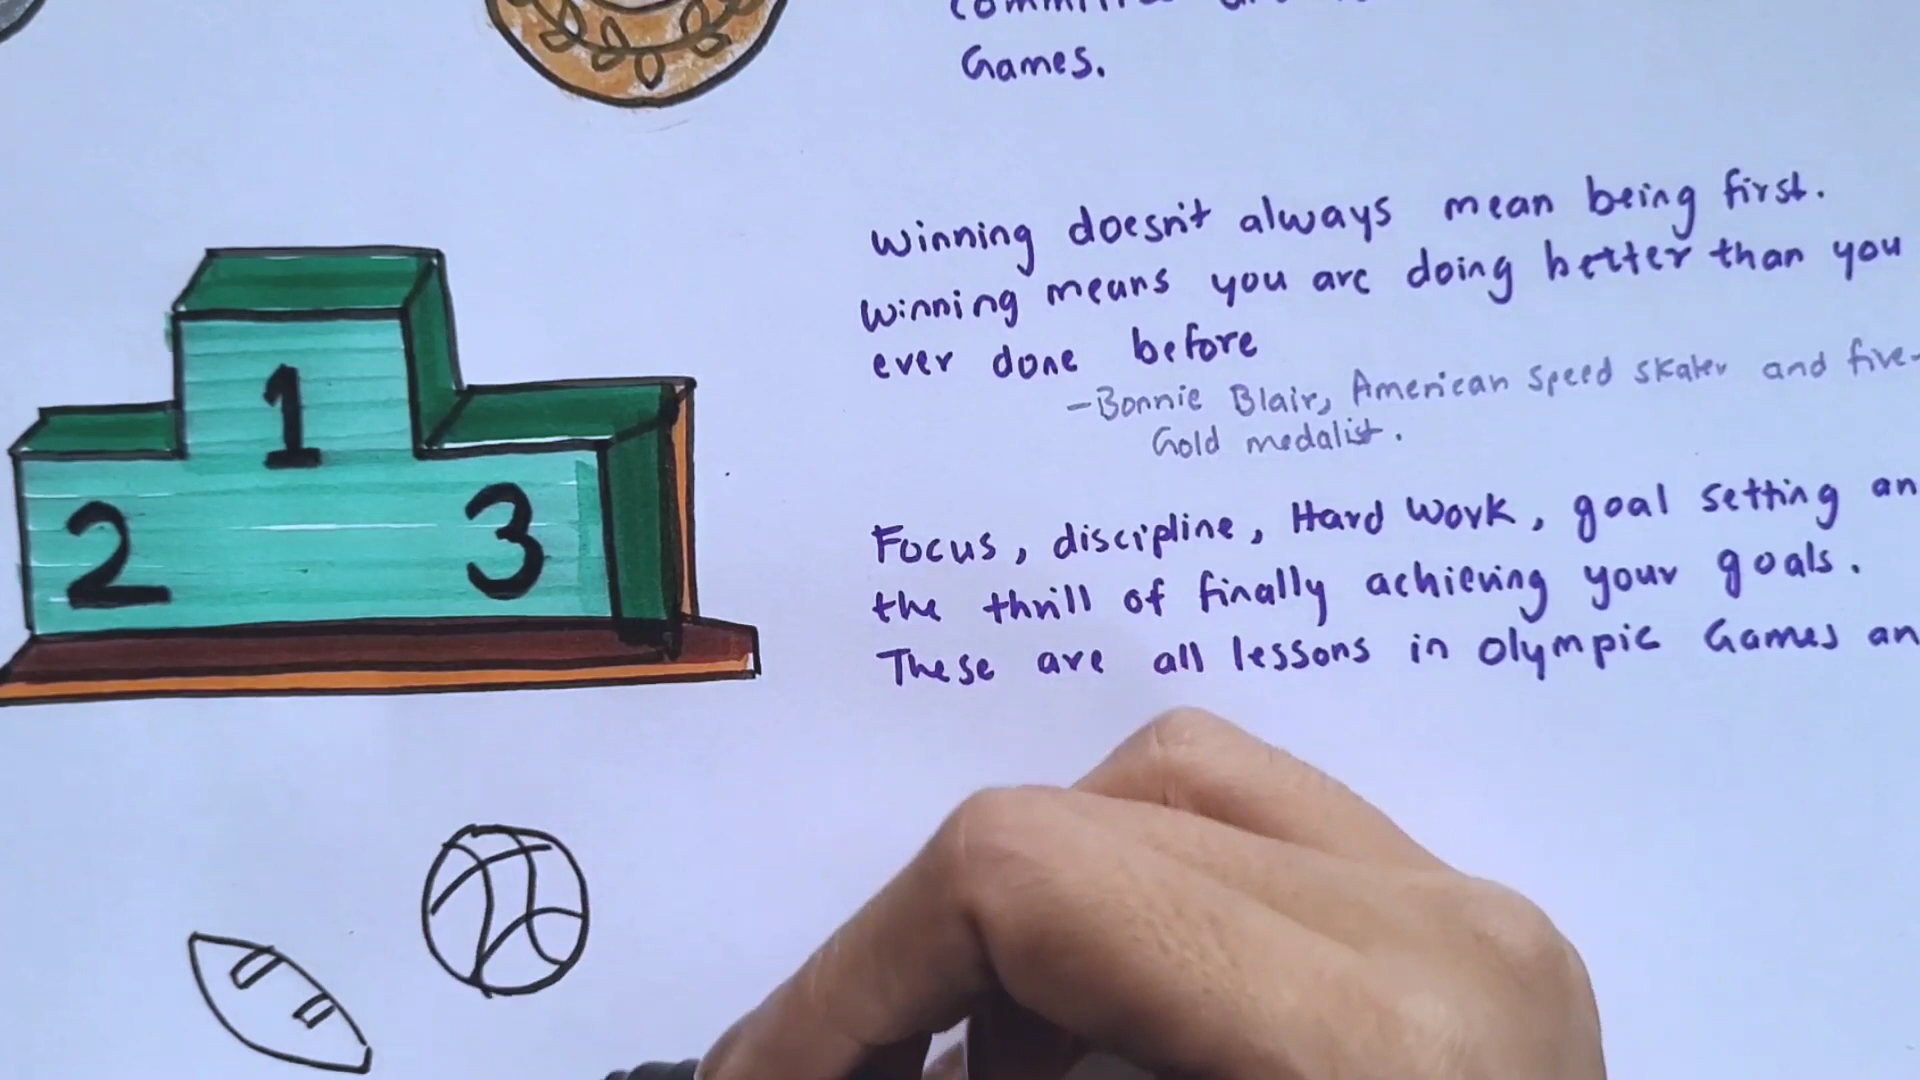 Games.
Winning doesn't always mean being first.
Winning means you are doing better than you
ever done before
-Bonnie Blair, American speed skater and five-
Gold medalist.
Focus, discipline, Hard Work, goal setting an
the thrill of finally achieving your goals.
These are all lessons in Olympic Games an
1
2
3